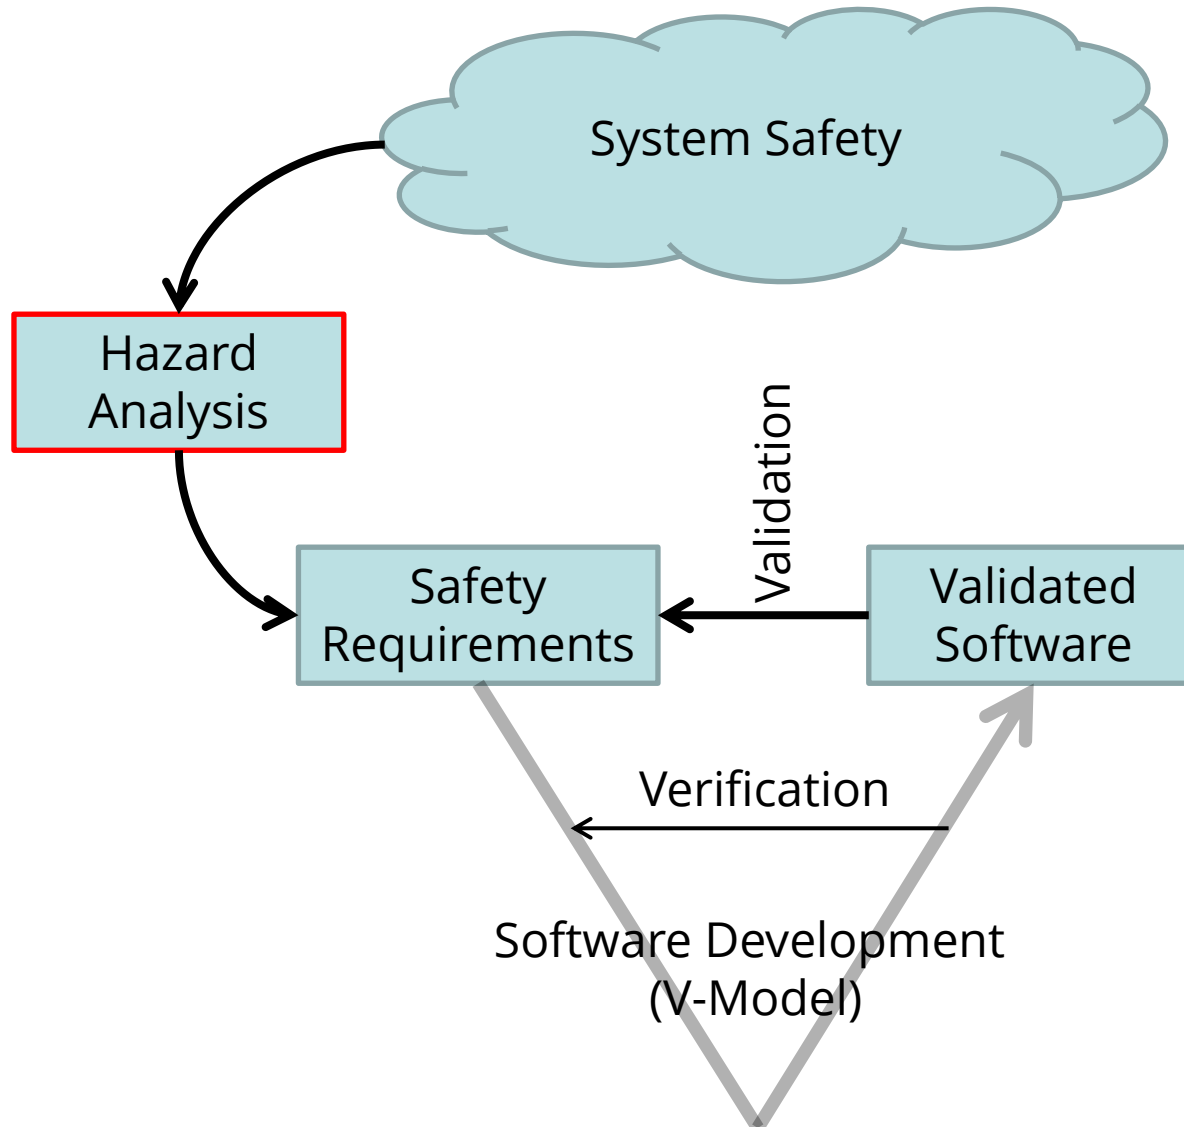 System Safety
Hazard
Analysis
Validation
Safety
Requirements
Validated
Software
Verification
Software Development
(V-Model)